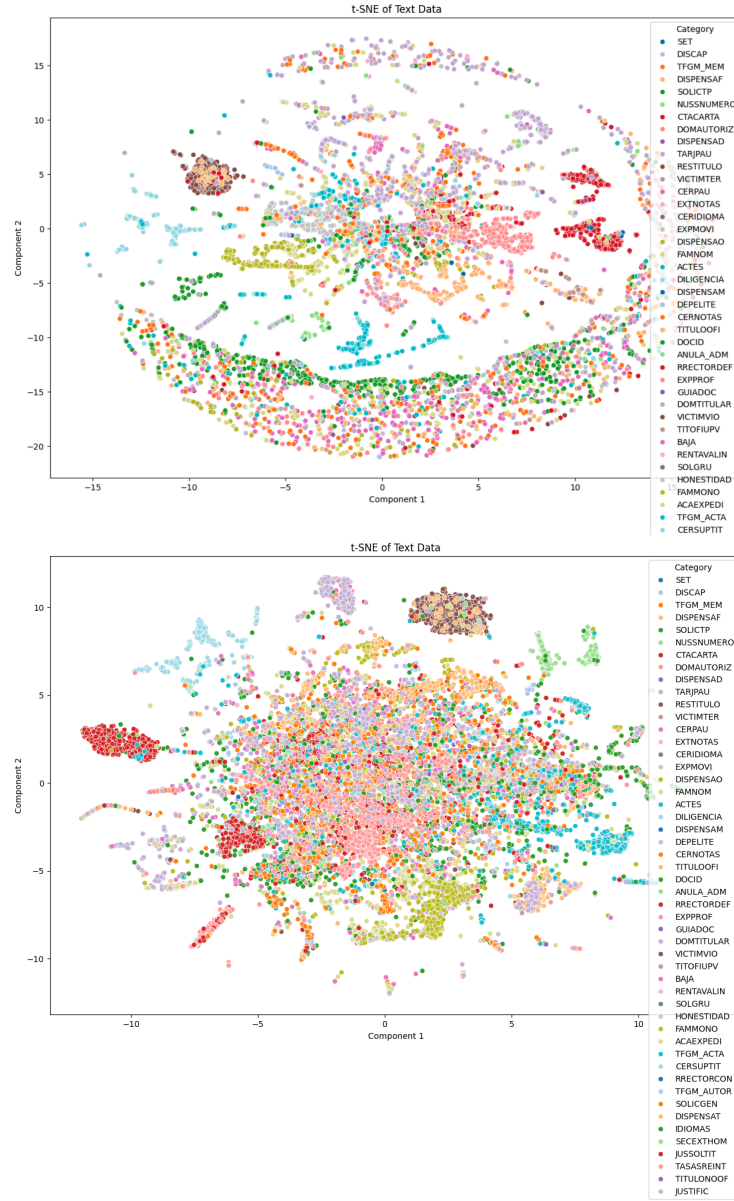 t-SNE of Text Data
Category
SET
DISCAP
TFGM_MEM
DISPENSAF
SOLICTP
NUSSNUMERO
CTACARTA
DOMAUTORIZ
DISPENSAD
TARJPAU
RESTITULO
VICTIMTER
CERPAU
EXTNOTAS
CERIDIOMA
EXPMOVI
DISPENSAO
FAMNOM
ACTES
DILIGENCIA
DISPENSAM
DEPELITE
CERNOTAS
TITULOOFI
DOCID
ANULA_ADM
RRECTORDEF
EXPPROF
GUIADOC
DOMTITULAR
VICTIMVIO
TITOFIUPV
BAJA
RENTAVALIN
SOLGRU
HONESTIDAD
FAMMONO
ACAEXPEDI
TFGM_ACTA
CERSUPTIT
15
10
5
0
−5
−10
−15
−20
Component 2
−15
−10
−5
0
5
10
Component 1
t-SNE of Text Data
Category
SET
DISCAP
TFGM_MEM
DISPENSAF
SOLICTP
NUSSNUMERO
CTACARTA
DOMAUTORIZ
DISPENSAD
TARJPAU
RESTITULO
VICTIMTER
CERPAU
EXTNOTAS
CERIDIOMA
EXPMOVI
DISPENSAO
FAMNOM
ACTES
DILIGENCIA
DISPENSAM
DEPELITE
CERNOTAS
TITULOOFI
DOCID
ANULA_ADM
RRECTORDEF
EXPPROF
GUIADOC
DOMTITULAR
VICTIMVIO
TITOFIUPV
BAJA
RENTAVALIN
SOLGRU
HONESTIDAD
FAMMONO
ACAEXPEDI
TFGM_ACTA
CERSUPTIT
RRECTORCON
TFGM_AUTOR
SOLICGEN
DISPENSAT
IDIOMAS
SECEXTHOM
JUSSOLTIT
TASASREINT
TITULONOOF
JUSTIFIC
10
5
0
−5
−10
Component 2
−10
−5
0
5
10
Component 1